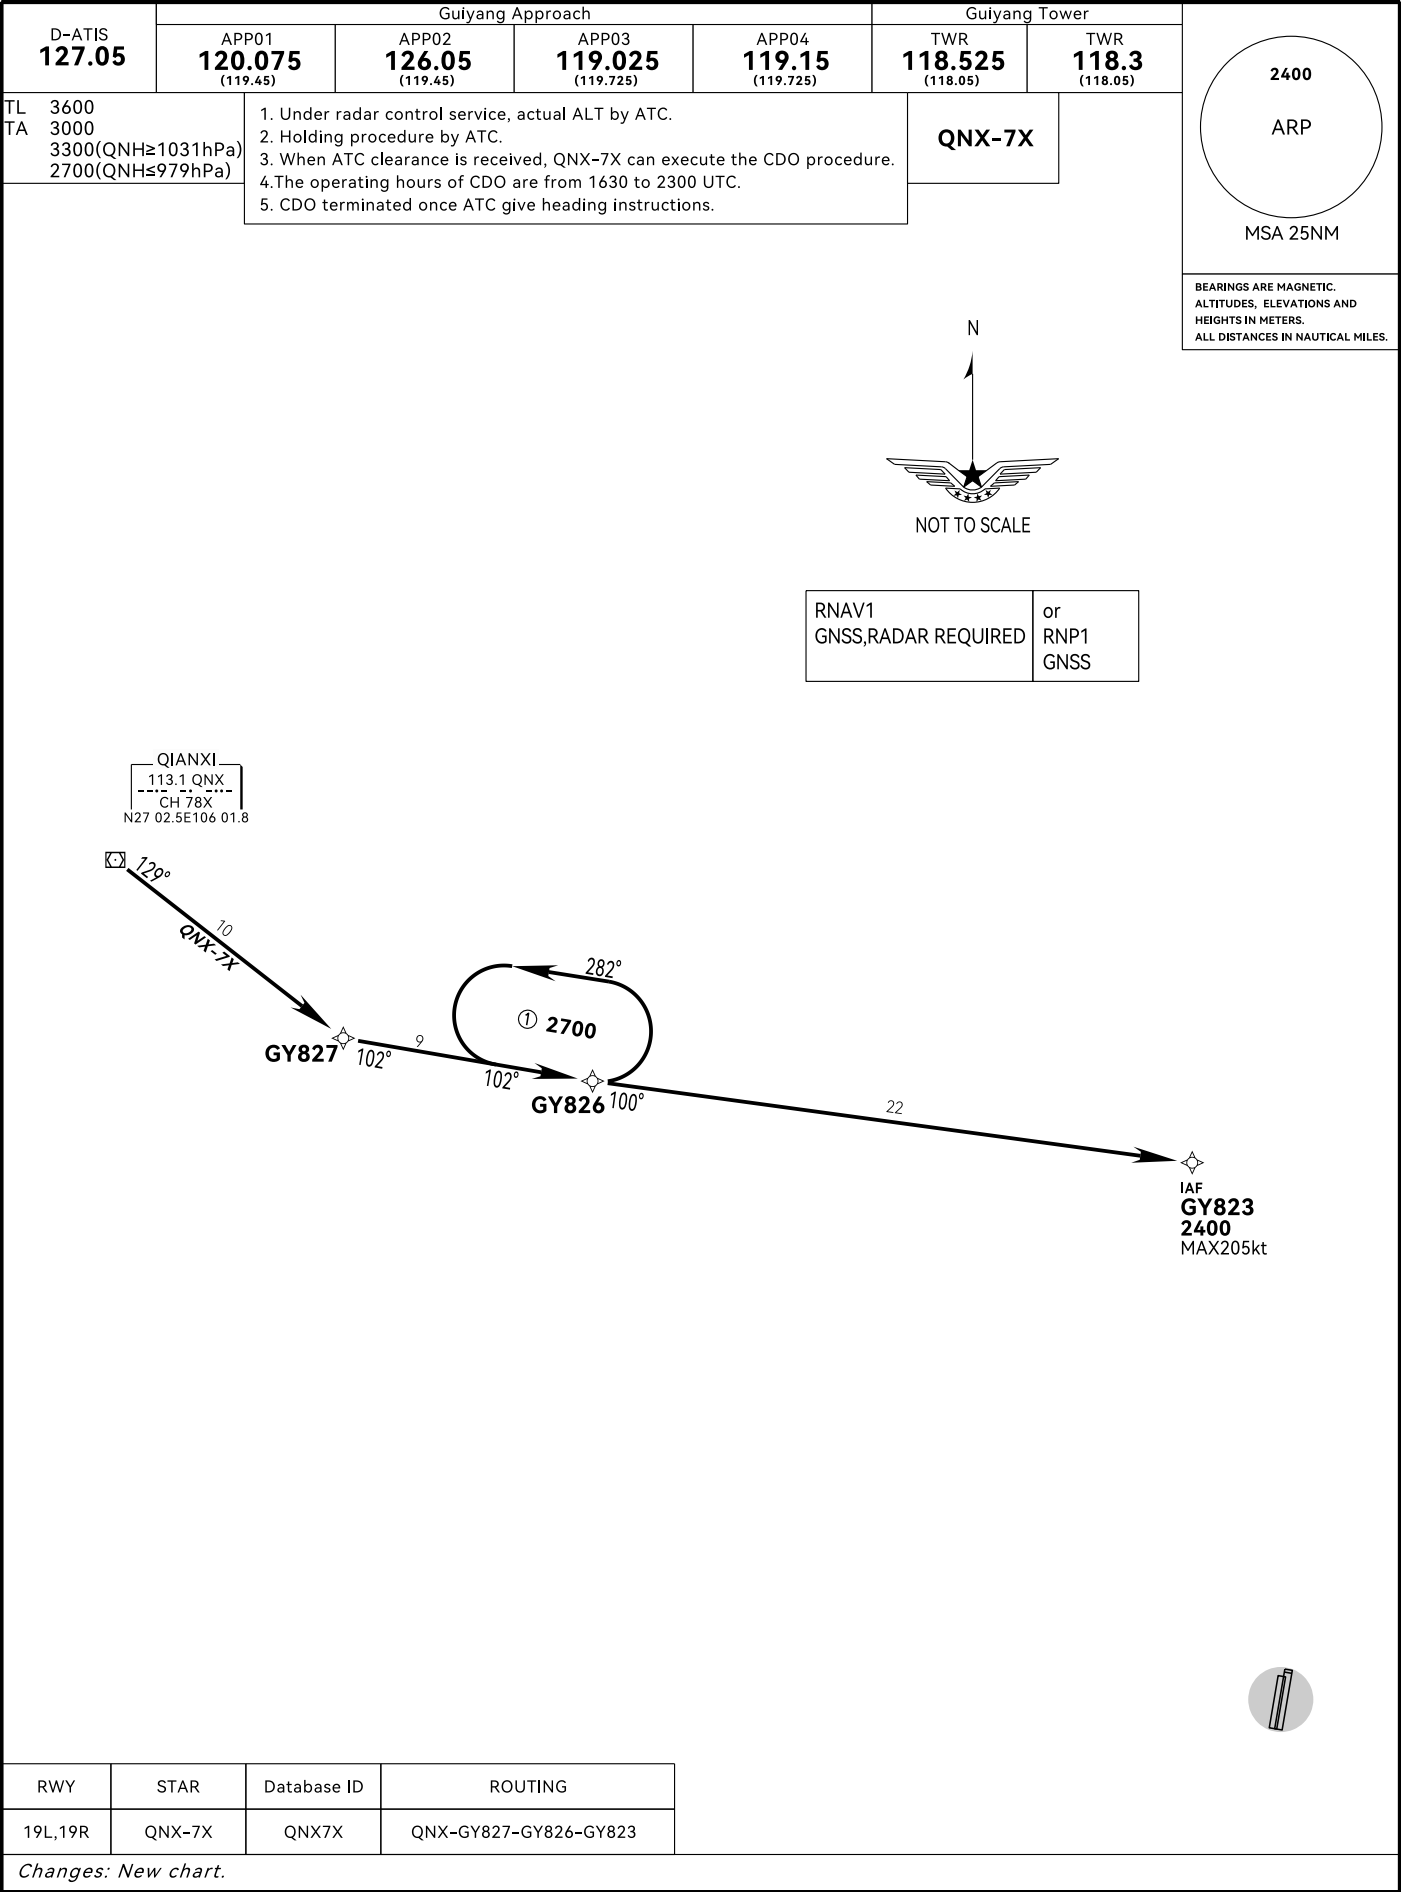 D-ATIS
127.05
Guiyang Approach
APP01
120.075
(119.45)
APP02
126.05
(119.45)
APP03
119.025
(119.725)
APP04
119.15
(119.725)
Guiyang Tower
TWR
118.525
(118.05)
TWR
118.3
(118.05)
TL 3600
TA 3000
3300(QNH≥1031hPa)
2700(QNH≤979hPa)
1. Under radar control service, actual ALT by ATC.
2. Holding procedure by ATC.
3. When ATC clearance is received, QNX-7X can execute the CDO procedure.
4.The operating hours of CDO are from 1630 to 2300 UTC.
5. CDO terminated once ATC give heading instructions.
QNX-7X
2400
ARP
MSA 25NM
BEARINGS ARE MAGNETIC.
ALTITUDES, ELEVATIONS AND
HEIGHTS IN METERS.
ALL DISTANCES IN NAUTICAL MILES.
N
NOT TO SCALE
RNAV1
GNSS,RADAR REQUIRED
or
RNP1
GNSS
QIANXI
113.1 QNX
CH 78X
N27 02.5E106 01.8
129°
10
QNX-7X
GY827
102°
9
102°
282°
① 2700
GY826
100°
22
IAF
GY823
2400
MAX205kt
RWY STAR Database ID ROUTING
19L,19R QNX-7X QNX7X QNX-GY827-GY826-GY823
Changes: New chart.